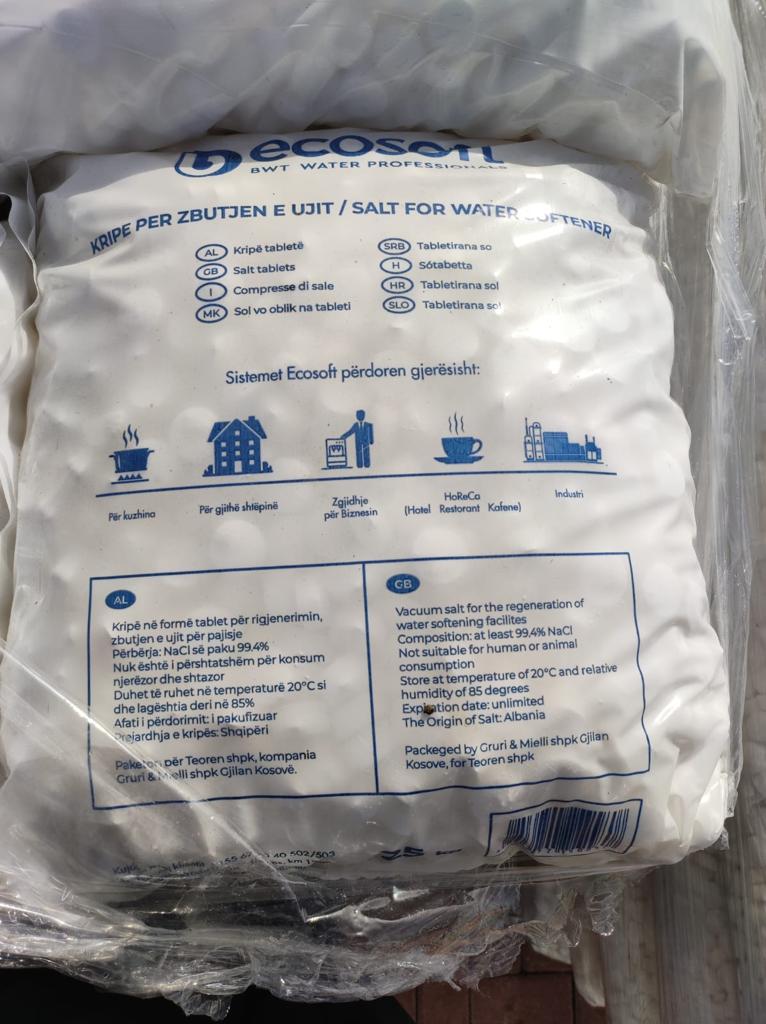 ecosoft
BWT WATER PROFESSIONALS
KRIPE PER ZBUTJEN E UJIT / SALT FOR WATER SOFTENER
AL Kripë tabletë
GB Salt tablets
I Compresse di sale
MK Sol vo oblik na tableti
SRB Tabletirana so
H Sótabetta
HR Tabletirana sol
SLO Tabletirana sol
Sistemet Ecosoft përdoren gjerësisht:
Për kuzhina
Për gjithë shtëpinë
Zgjidhje
për Biznesin
HoReCa
(Hotel Restorant Kafene)
Industri
AL
Kripë në formë tablet për rigjenerimin,
zbutjen e ujit për pajisje
Përbërja: NaCl së paku 99.4%
Nuk është i përshtatshëm për konsum
njerëzor dhe shtazor
Duhet të ruhet në temperaturë 20°C si
dhe lagështia deri në 85%
Afati i përdorimit: i pakufizuar
Prejardhja e kripës: Shqipëri
Paketon për Teoren shpk, kompania
Gruri & Mielli shpk Gjilan Kosovë.
GB
Vacuum salt for the regeneration of
water softening facilites
Composition: at least 99,4% NaCl
Not suitable for human or animal
consumption
Store at temperature of 20°C and relative
humidity of 85 degrees
Expiration date: unlimited
The Origin of Salt: Albania
Packeged by Gruri & Mielli shpk Gjilan
Kosove, for Teoren shpk
40 502/503